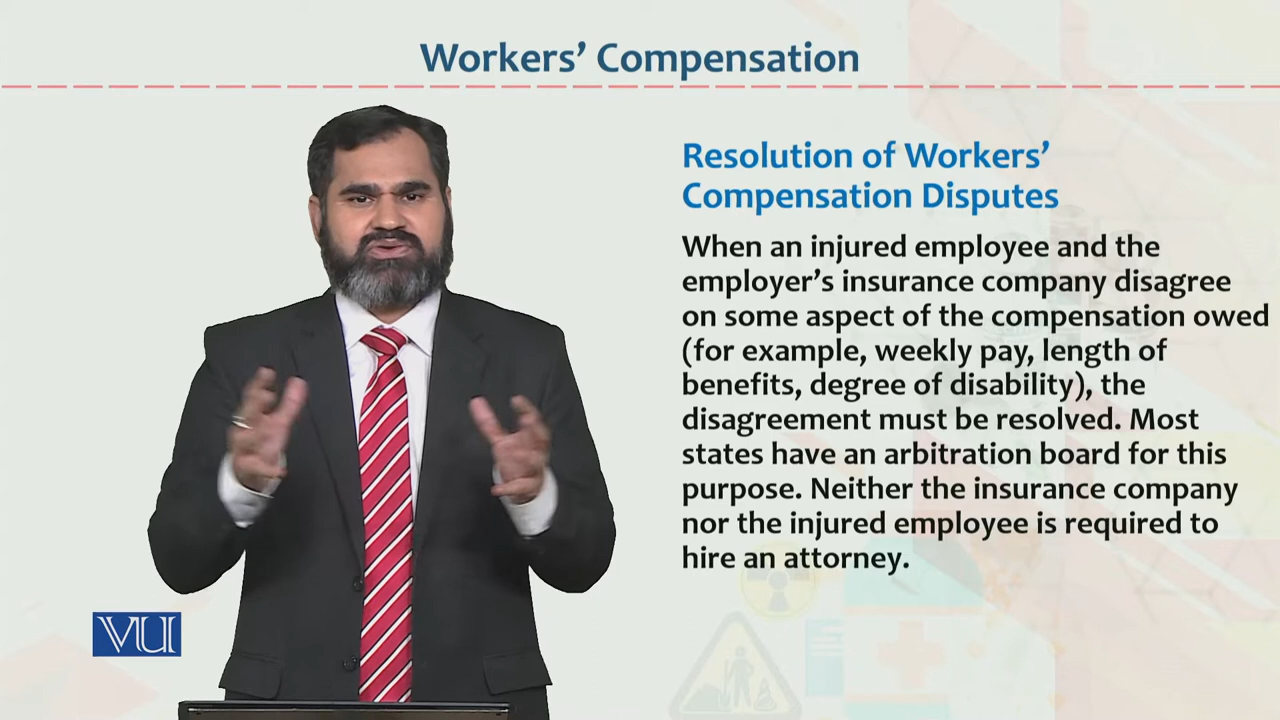 Workers’ Compensation
Resolution of Workers’
Compensation Disputes
When an injured employee and the
employer’s insurance company disagree
on some aspect of the compensation owed
(for example, weekly pay, length of
benefits, degree of disability), the
disagreement must be resolved. Most
states have an arbitration board for this
purpose. Neither the insurance company
nor the injured employee is required to
hire an attorney.
VU